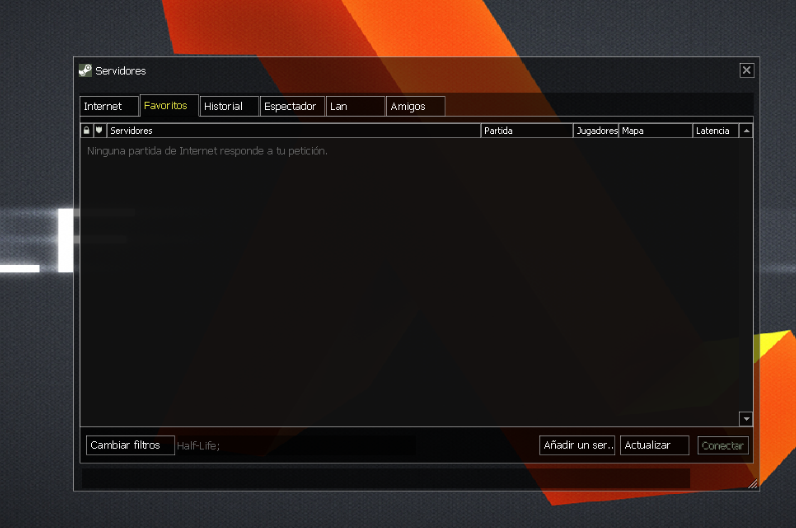 Servidores
Internet Favoritos Historial Espectador Lan Amigos
Servidores Partida Jugadores Mapa Latencia
Ninguna partida de Internet responde a tu petición.
Cambiar filtros Half-Life; Añadir un ser.. Actualizar Conectar